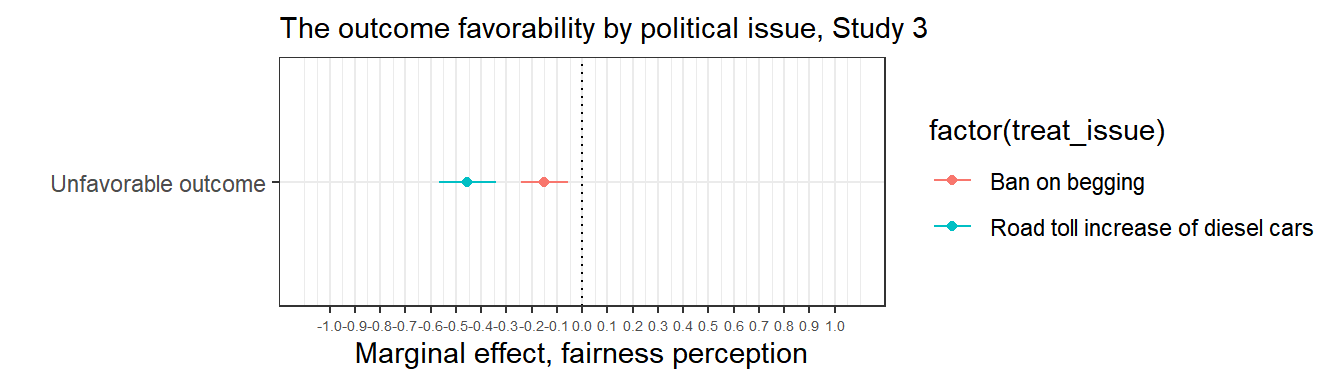 The outcome favorability by political issue, Study 3
Unfavorable outcome
-1.0 -0.9 -0.8 -0.7 -0.6 -0.5 -0.4 -0.3 -0.2 -0.1 0.0 0.1 0.2 0.3 0.4 0.5 0.6 0.7 0.8 0.9 1.0
Marginal effect, fairness perception
factor(treat_issue)
Ban on begging
Road toll increase of diesel cars